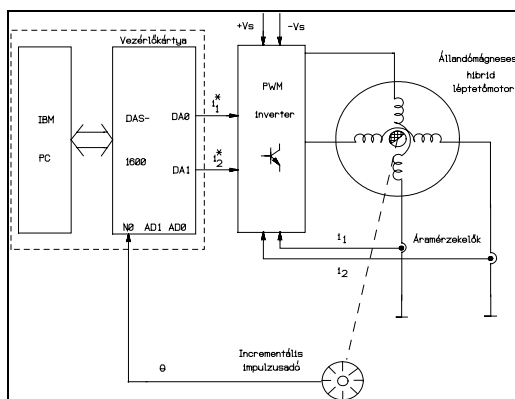 +Vs
-Vs
Vezérlőkártya
IBM
PC
DAS-
1600
DA0
DA1
N0 AD1 AD0
i1*
i2*
PWM
inverter
Állandómágneses
hibrid
léptetőmotor
i1
i2
Áramérzekelők
Incrementális
impulzusadó
θ